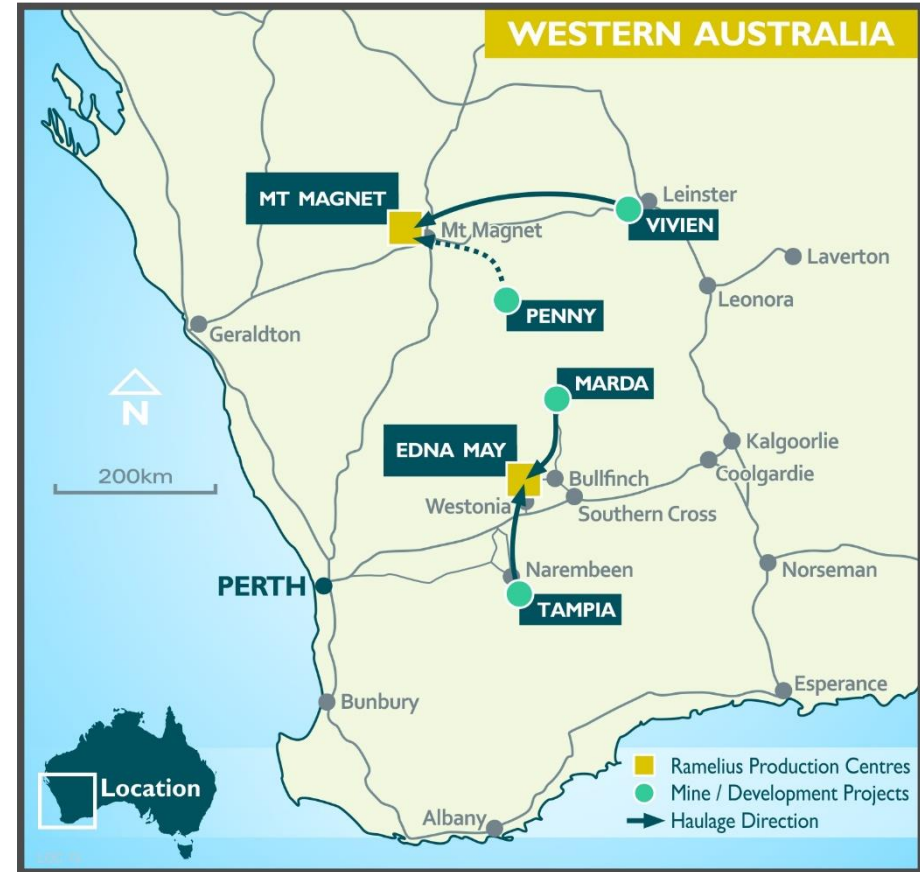 WESTERN AUSTRALIA
MT MAGNET
Leinster
VIVIEN
Mt Magnet
Laverton
Leonora
PENNY
Geraldton
N
MARDA
Kalgoorlie
EDNA MAY
Coolgardie
200km
Bullfinch
Westonia
Southern Cross
Narembeen
Norseman
PERTH
TAMPIA
Esperance
Bunbury
Location
Ramelius Production Centres
Mine / Development Projects
Haulage Direction
Albany